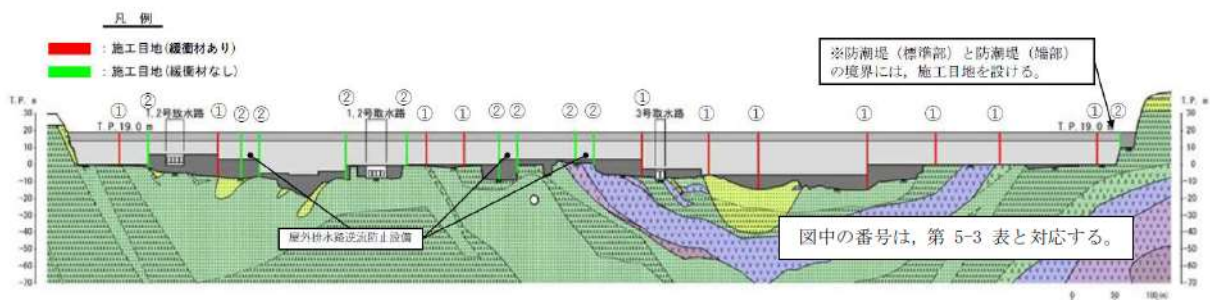 凡 例
：施工目地(緩衝材あり)
：施工目地(緩衝材なし)
※防潮堤（標準部）と防潮堤（端部）
の境界には，施工目地を設ける。
T.P. m
T.P. m
① ② ① ② ② ② ② ① ① ② ② ② ② ① ① ① ① ① ① ① ②
1,2号放水路
1,2号取水路
3号取水路
T.P.19.0 m
T.P.19.0 m
30
20
10
0
-10
-20
-30
-40
-50
-60
-70
30
20
10
0
-10
-20
-30
-40
-50
-60
-70
屋外排水路逆流防止設備
図中の番号は，第 5-3 表と対応する。
0 50 100(m)